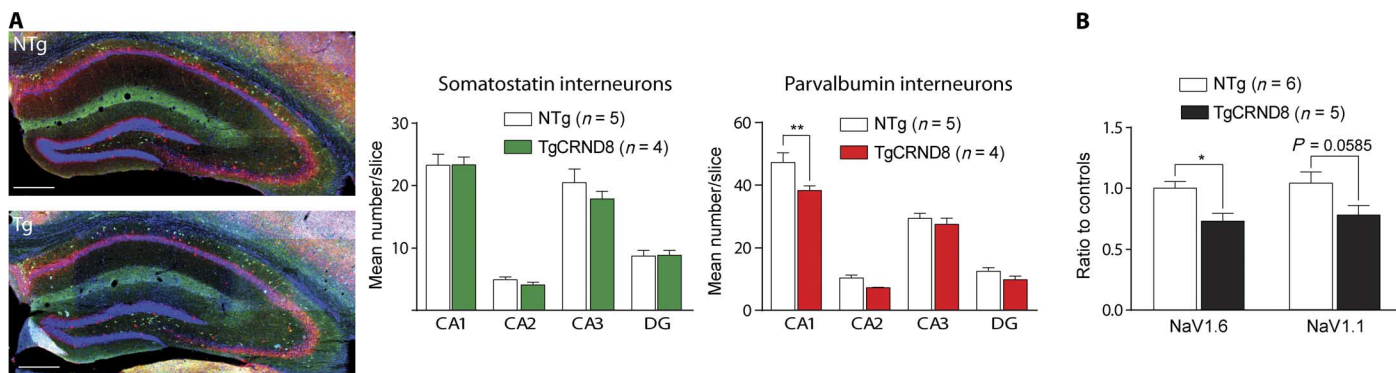 A
NTg
Tg
Somatostatin interneurons
NTg (n = 5)
TgCRND8 (n = 4)
Mean number/slice
30
20
10
CA1
CA2
CA3
DG
Parvalbumin interneurons
NTg (n = 5)
TgCRND8 (n = 4)
**
Mean number/slice
60
40
20
0
CA1
CA2
CA3
DG
B
NTg (n = 6)
TgCRND8 (n = 5)
P = 0.0585
*
Ratio to controls
1.5
1.0
0.5
0.0
NaV1.6
NaV1.1